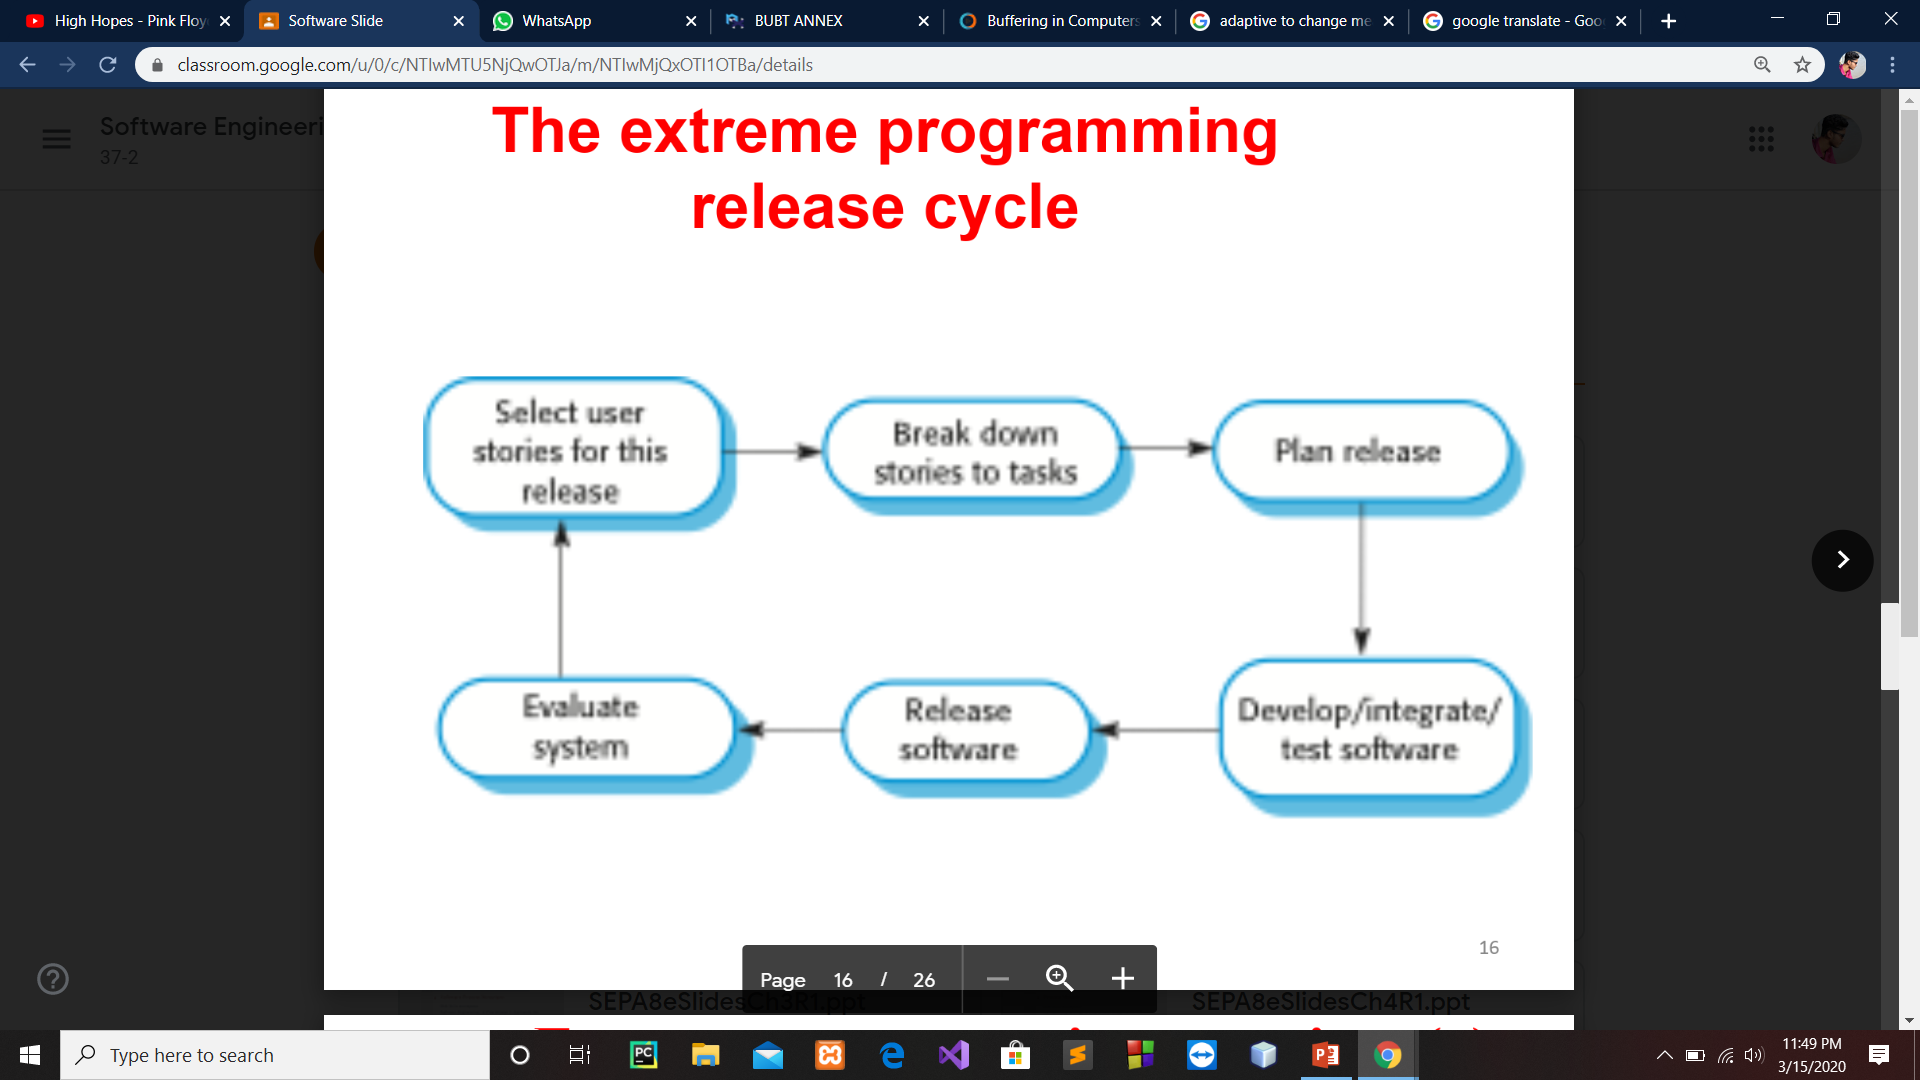 High Hopes - Pink Floy
Software Slide
WhatsApp
BUBT ANNEX
Buffering in Computers
adaptive to change me
google translate - Goo
classroom.google.com/u/0/c/NTIwMTU5NjQwOTJa/m/NTIwMjQxOTI1OTBa/details
Software Engineeri
37-2
The extreme programming
release cycle
Select user
stories for this
release
Break down
stories to tasks
Plan release
Evaluate
system
Release
software
Develop/integrate/
test software
16
Page 16 / 26
SEPA8eSlidesCh3R1.ppt
SEPA8eSlidesCh4R1.ppt
Type here to search
PC
11:49 PM
3/15/2020